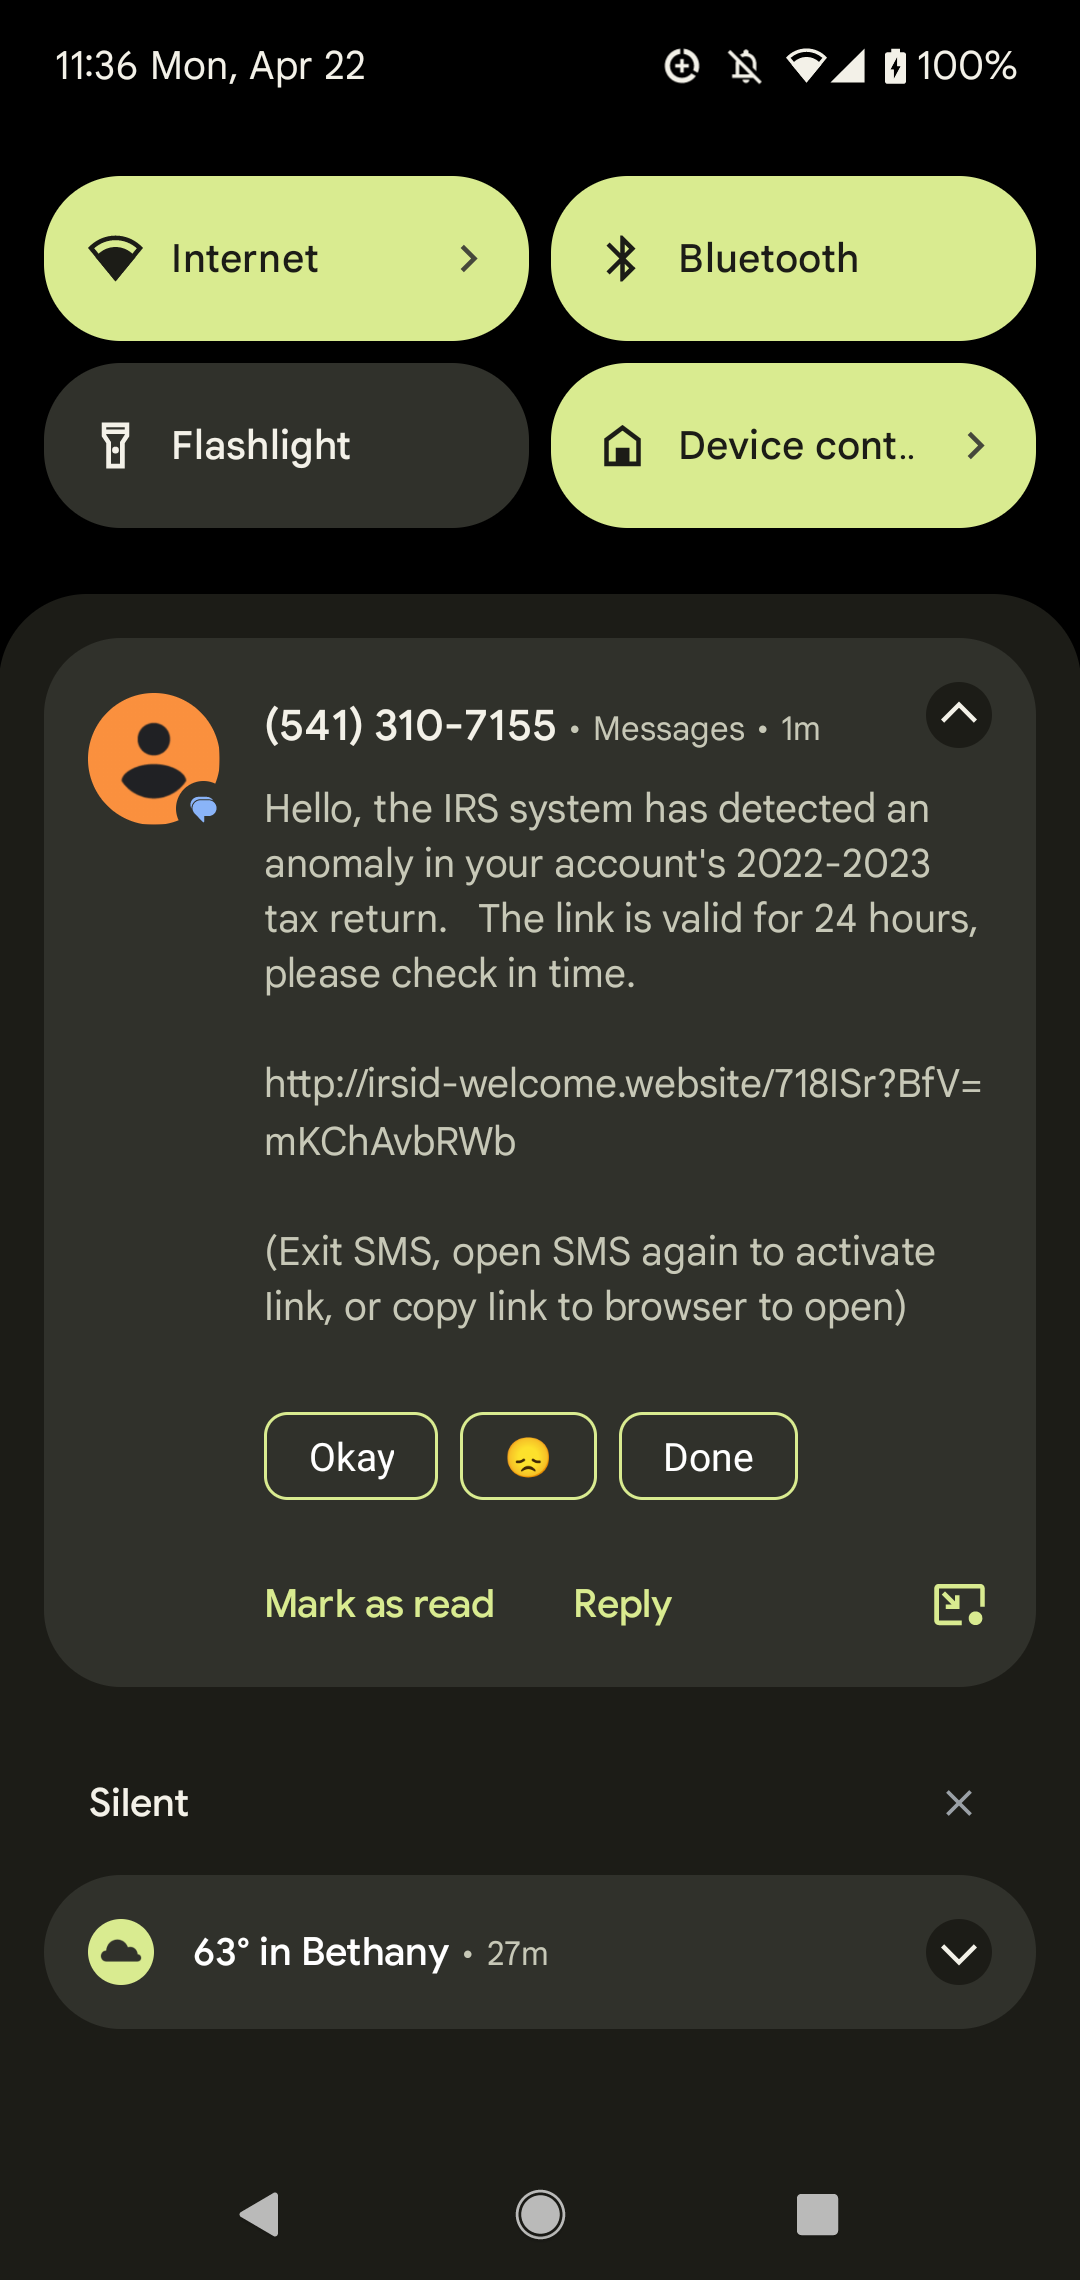 11:36 Mon, Apr 22
100%
Internet
Bluetooth
Flashlight
Device cont..
(541) 310-7155 • Messages • 1m
Hello, the IRS system has detected an
anomaly in your account's 2022-2023
tax return.   The link is valid for 24 hours,
please check in time.
http://irsid-welcome.website/718ISr?BfV=
mKChAvbRWb
(Exit SMS, open SMS again to activate
link, or copy link to browser to open)
Okay
😞
Done
Mark as read
Reply
Silent
63° in Bethany • 27m